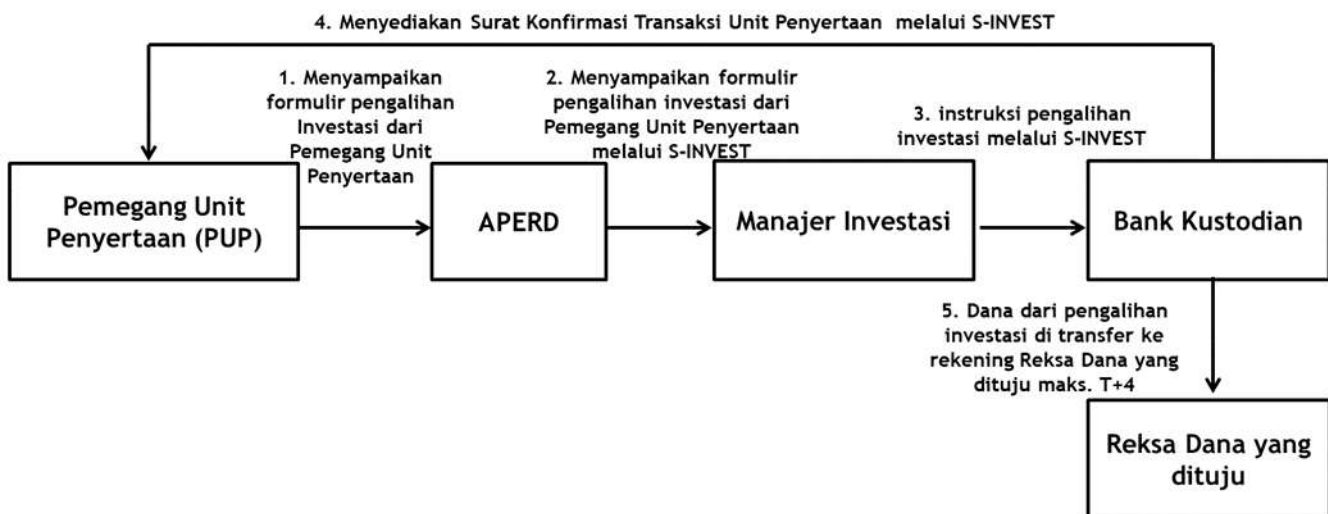 4. Menyediakan Surat Konfirmasi Transaksi Unit Penyertaan melalui S-INVEST
1. Menyampaikan
formulir pengalihan
Investasi dari
Pemegang Unit
Penyertaan
2. Menyampaikan formulir
pengalihan investasi dari
Pemegang Unit Penyertaan
melalui S-INVEST
3. instruksi pengalihan
investasi melalui S-INVEST
Pemegang Unit
Penyertaan (PUP)
APERD
Manajer Investasi
Bank Kustodian
5. Dana dari pengalihan
investasi di transfer ke
rekening Reksa Dana yang
dituju maks. T+4
Reksa Dana yang
dituju